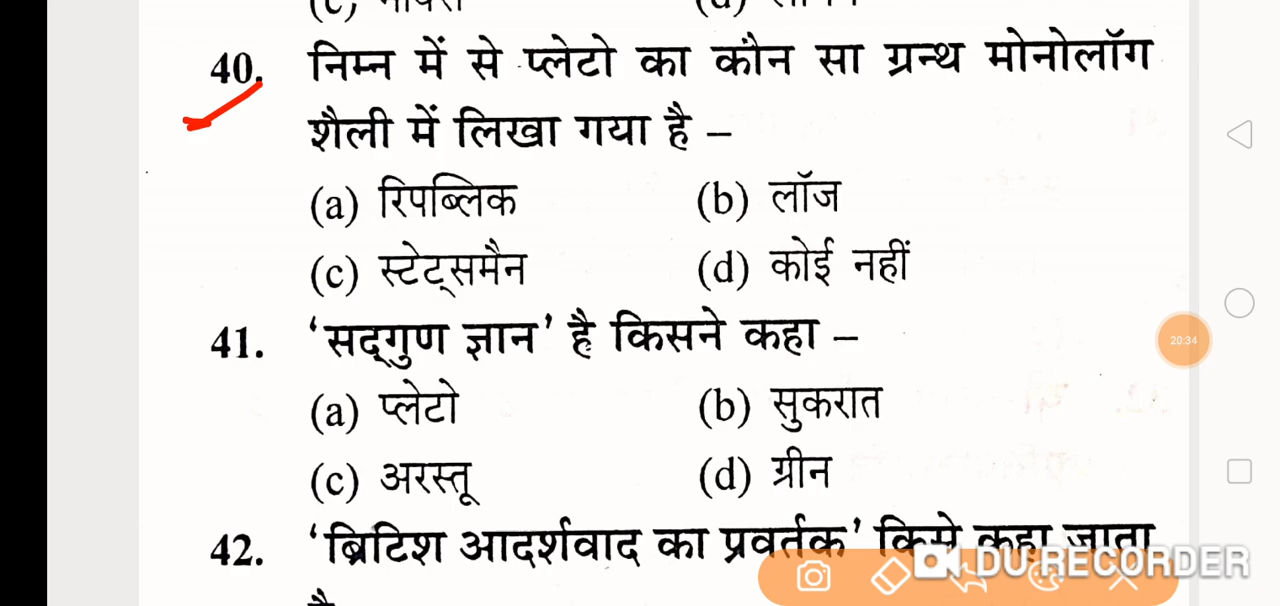 40. निम्न में से प्लेटो का कौन सा ग्रन्थ मोनोलॉग
शैली में लिखा गया है –
(a) रिपब्लिक (b) लॉज
(c) स्टेट्समैन (d) कोई नहीं
41. ‘सद्गुण ज्ञान’ है किसने कहा –
(a) प्लेटो (b) सुकरात
(c) अरस्तू (d) ग्रीन
20:34
42. ‘ब्रिटिश आदर्शवाद का प्रवर्तक’ किसे कहा जाता
DU RECORDER